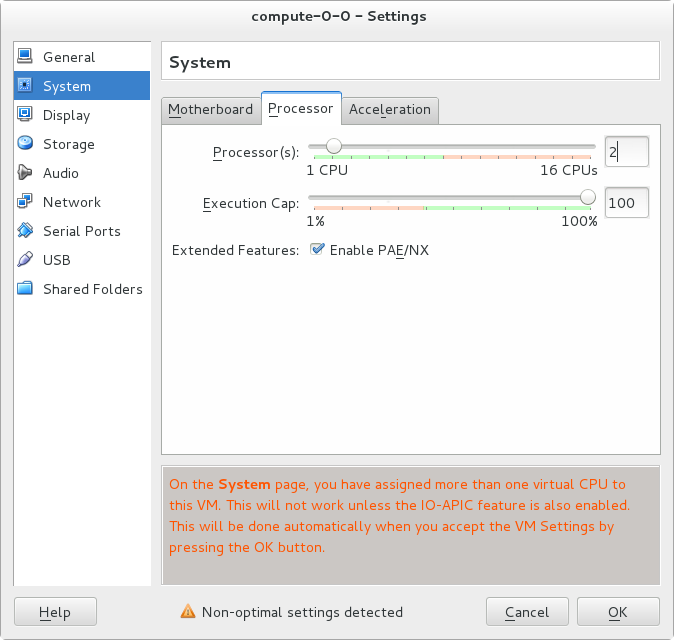 compute-0-0 – Settings
General
System
Display
Storage
Audio
Network
Serial Ports
USB
Shared Folders
System
Motherboard Processor Acceleration
Processor(s): 2
1 CPU 16 CPUs
Execution Cap: 100
1% 100%
Extended Features: Enable PAE/NX
On the System page, you have assigned more than one virtual CPU to
this VM. This will not work unless the IO-APIC feature is also enabled.
This will be done automatically when you accept the VM Settings by
pressing the OK button.
Help Non-optimal settings detected Cancel OK